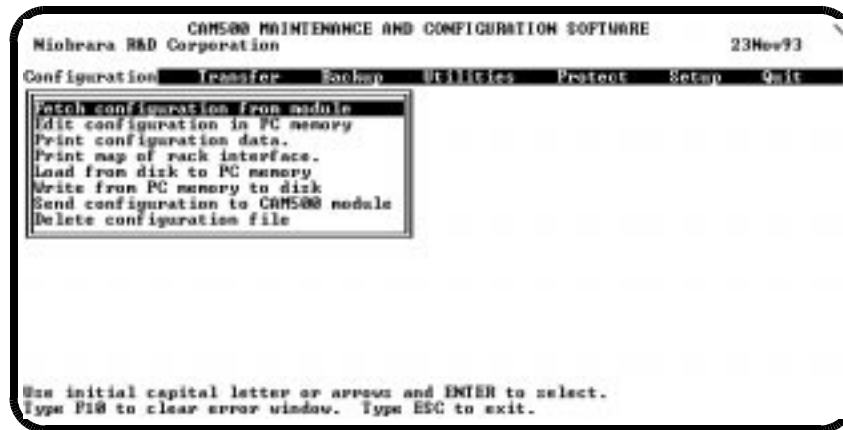 CAM500 MAINTENANCE AND CONFIGURATION SOFTWARE
Niobrara R&D Corporation 23Nov93
Configuration Transfer Backup Utilities Protect Setup Quit
Fetch configuration from module
Edit configuration in PC memory
Print configuration data.
Print map of rack interface.
Load from disk to PC memory
Write from PC memory to disk
Send configuration to CAM500 module
Delete configuration file
Use initial capital letter or arrows and ENTER to select.
Type F10 to clear error window. Type ESC to exit.